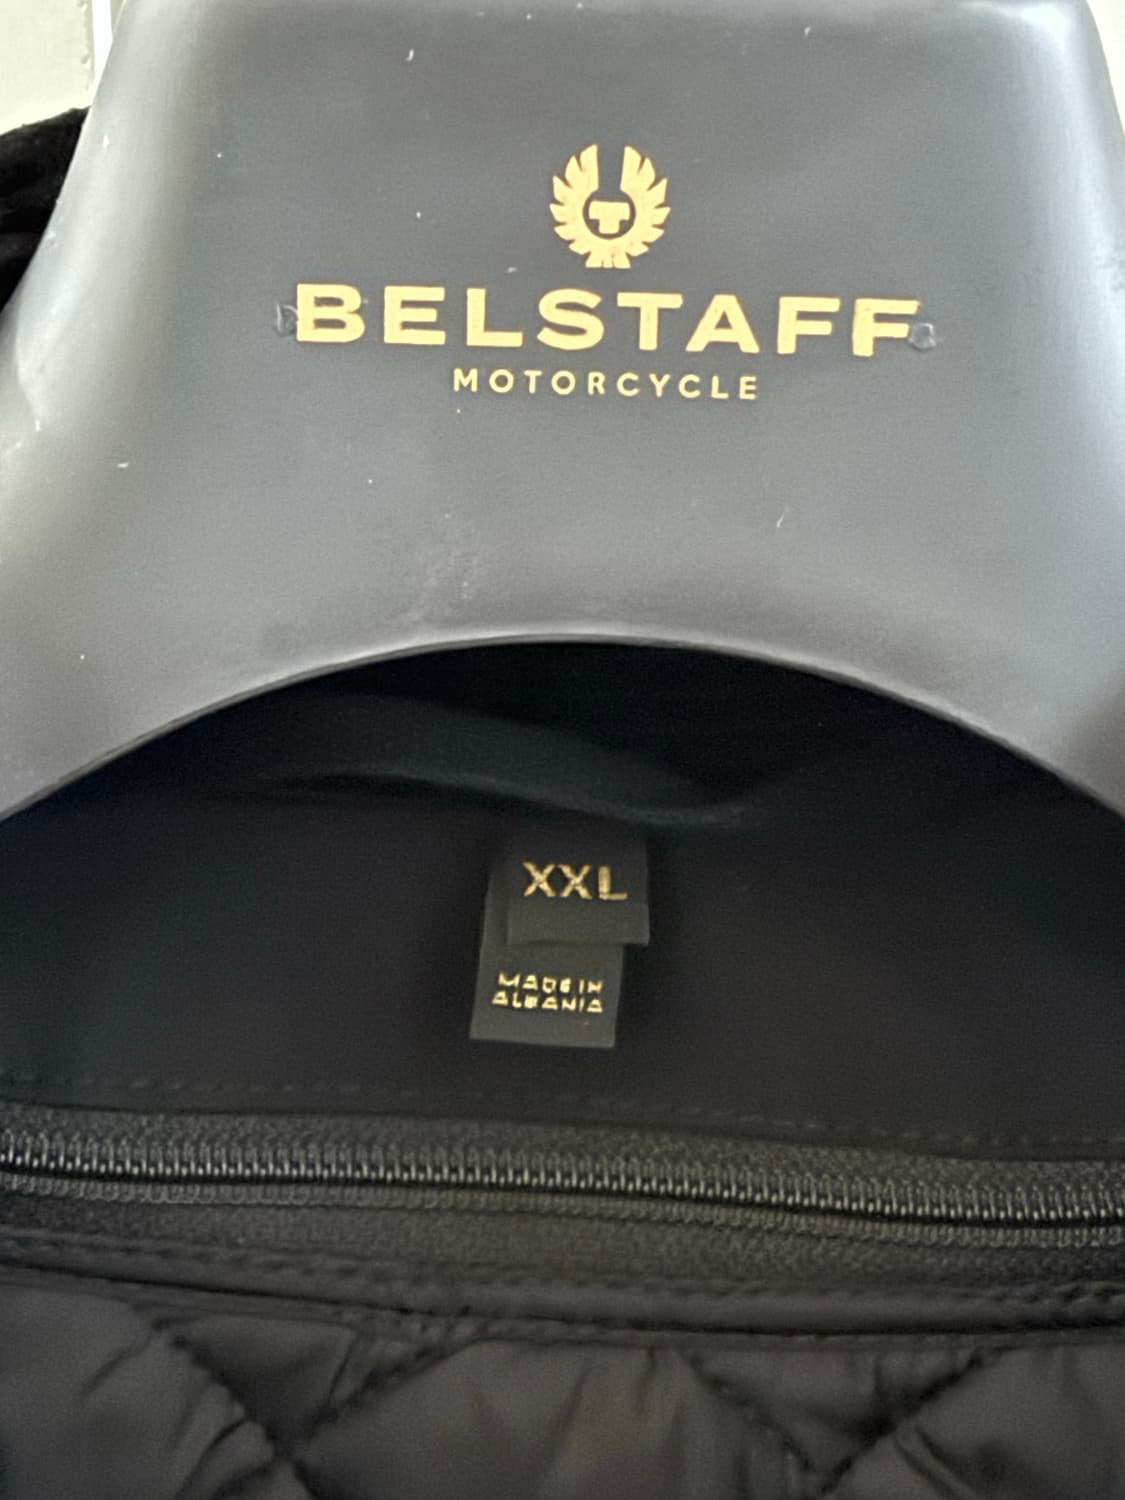 BELSTAFF
MOTORCYCLE
XXL
MADE IN
ALBANIA